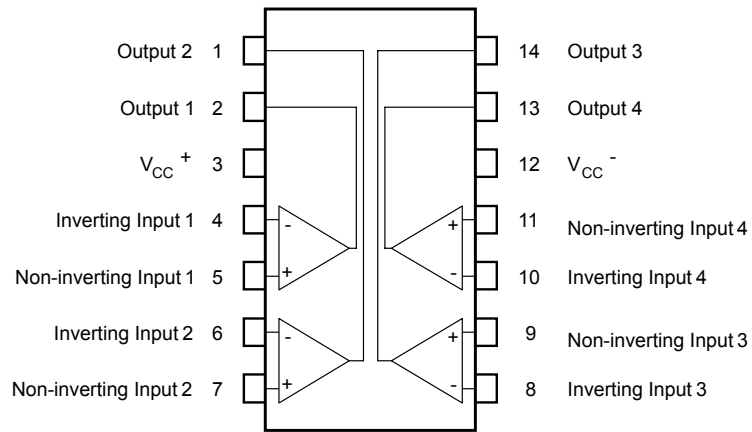 Output 2 1
Output 1 2
VCC + 3
Inverting Input 1 4
Non-inverting Input 1 5
Inverting Input 2 6
Non-inverting Input 2 7
14 Output 3
13 Output 4
12 VCC -
11 Non-inverting Input 4
10 Inverting Input 4
9 Non-inverting Input 3
8 Inverting Input 3
-
+
-
+
+
-
+
-